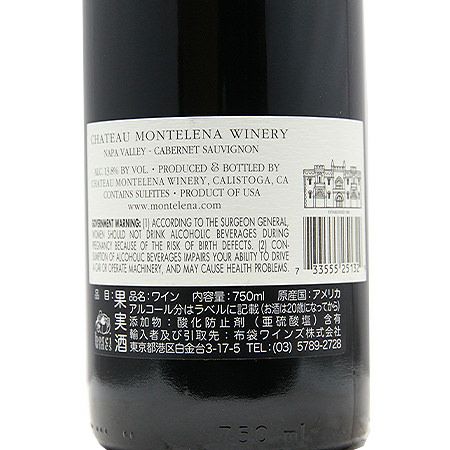 CHATEAU MONTELENA WINERY
NAPA VALLEY - CABERNET SAUVIGNON
ALC. 13.8% BY VOL. • PRODUCED & BOTTLED BY
CHATEAU MONTELENA WINERY, CALISTOGA, CA
CONTAINS SULFITES • PRODUCT OF USA
www.montelena.com
GOVERNMENT WARNING: (1) ACCORDING TO THE SURGEON GENERAL,
WOMEN SHOULD NOT DRINK ALCOHOLIC BEVERAGES DURING
PREGNANCY BECAUSE OF THE RISK OF BIRTH DEFECTS. (2) CON-
SUMPTION OF ALCOHOLIC BEVERAGES IMPAIRS YOUR ABILITY TO DRIVE
A CAR OR OPERATE MACHINERY, AND MAY CAUSE HEALTH PROBLEMS.
7 33555 25132
果実酒
品目：ワイン 内容量：750ml 原産国：アメリカ
アルコール分はラベルに記載 (お酒は20歳になってから)
添加物：酸化防止剤 (亜硫酸塩) 含有
輸入者及び引取先：布袋ワインズ株式会社
東京都港区白金台3-17-5 TEL: (03) 5789-2728
750 ml